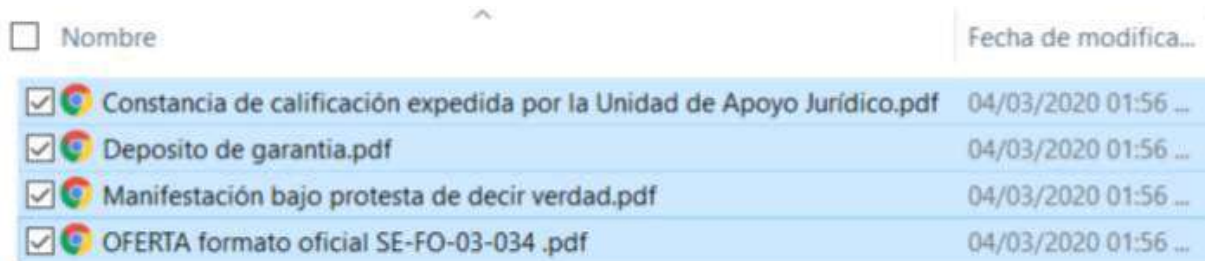 Nombre Fecha de modifica...
Constancia de calificación expedida por la Unidad de Apoyo Jurídico.pdf 04/03/2020 01:56 ...
Deposito de garantia.pdf 04/03/2020 01:56 ...
Manifestación bajo protesta de decir verdad.pdf 04/03/2020 01:56 ...
OFERTA formato oficial SE-FO-03-034 .pdf 04/03/2020 01:56 ...